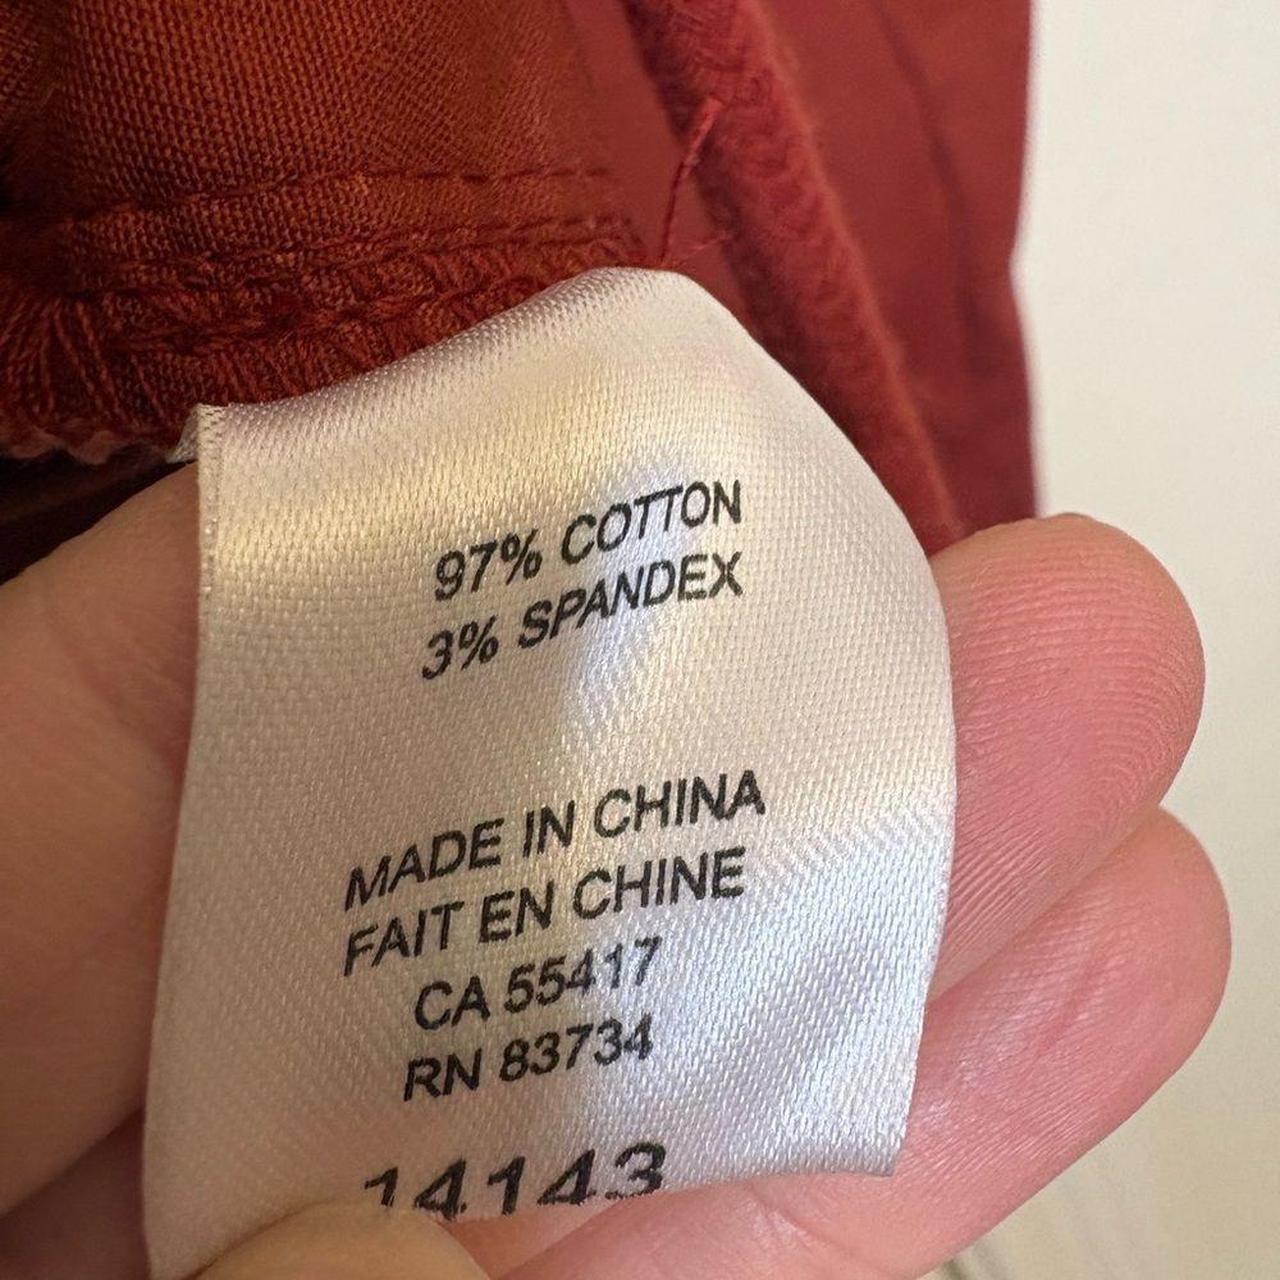 97% COTTON
3% SPANDEX
MADE IN CHINA
FAIT EN CHINE
CA 55417
RN 83734
14143